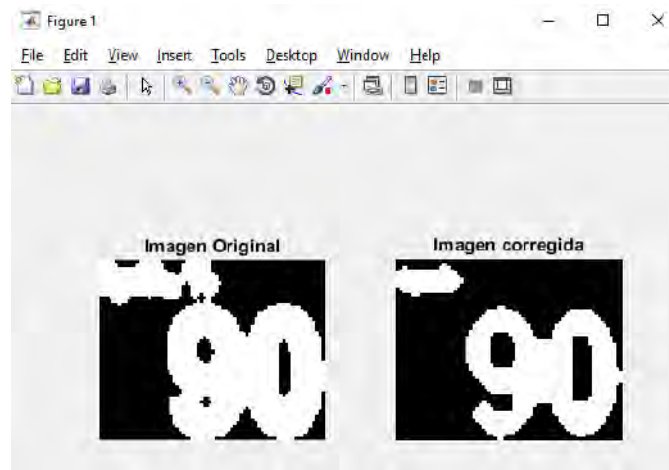 Figure 1
File Edit View Insert Tools Desktop Window Help
Imagen Original
Imagen corregida
90
90